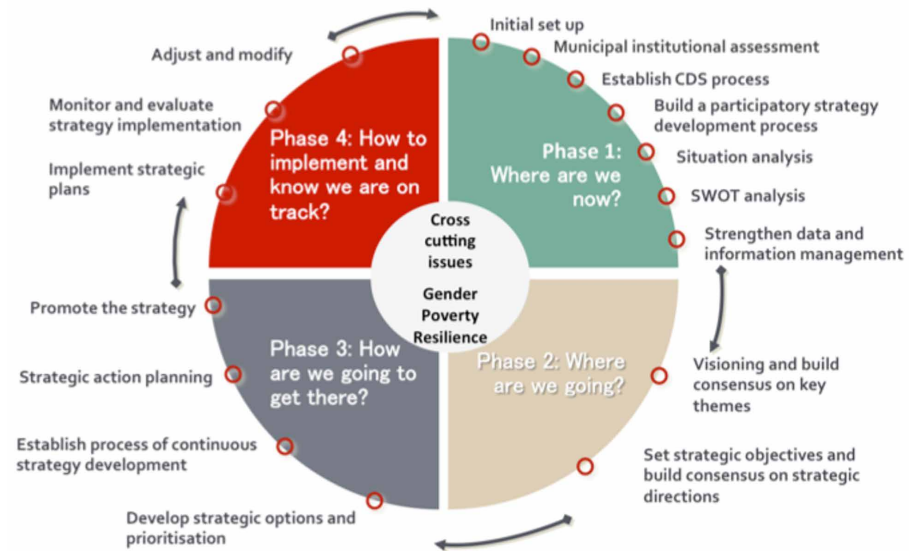 Initial set up
Municipal institutional assessment
Establish CDS process
Build a participatory strategy
development process
Situation analysis
SWOT analysis
Strengthen data and
information management
Phase 1:
Where are we
now?
Visioning and build
consensus on key
themes
Set strategic objectives and
build consensus on strategic
directions
Phase 2: Where
are we going?
Develop strategic options and
prioritisation
Establish process of continuous
strategy development
Strategic action planning
Promote the strategy
Phase 3: How
are we going to
get there?
Implement strategic
plans
Monitor and evaluate
strategy implementation
Adjust and modify
Phase 4: How to
implement and
know we are on
track?
Cross
cutting
issues
Gender
Poverty
Resilience